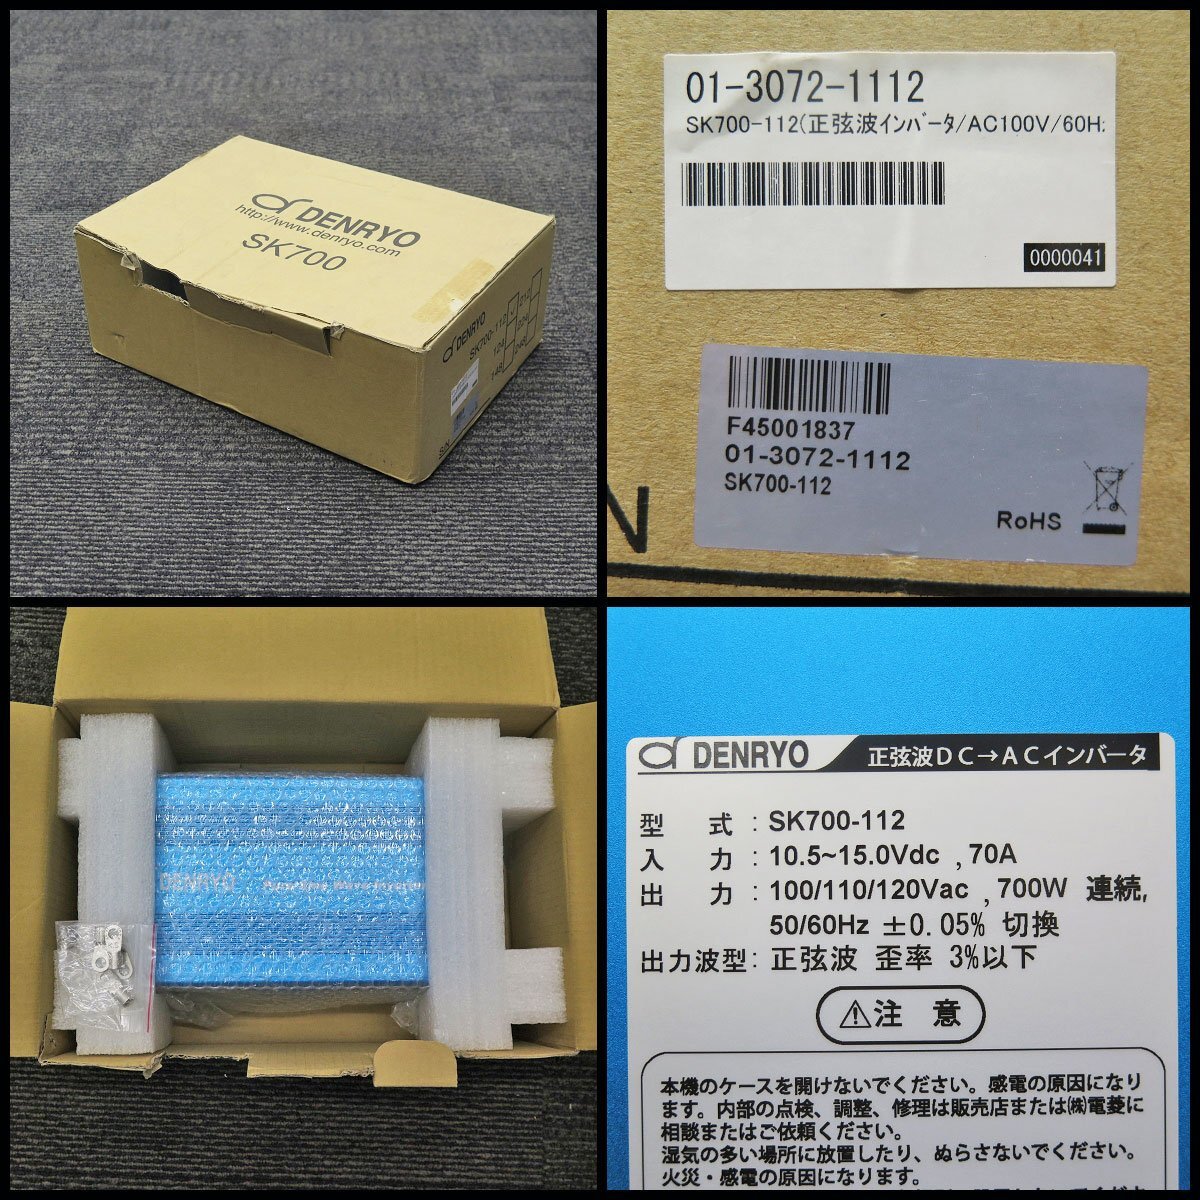 DENRYO
http://www.denryo.com
SK700
DENRYO
SK700-112 212
124 224
148 248
01-3072-1112
SK700-112(正弦波インバータ/AC100V/60Hz
0000041
F45001837
01-3072-1112
SK700-112
RoHS
N
DENRYO
DENRYO 正弦波DC→ACインバータ
型 式 : SK700-112
入 力 : 10.5~15.0Vdc , 70A
出 力 : 100/110/120Vac , 700W 連続,
50/60Hz ±0.05% 切換
出力波型: 正弦波 歪率 3%以下
⚠注 意
本機のケースを開けないでください。感電の原因になり
ます。内部の点検、調整、修理は販売店または㈱電菱に
相談またはご依頼ください。
湿気の多い場所に放置したり、ぬらさないでください。
火災・感電の原因になります。